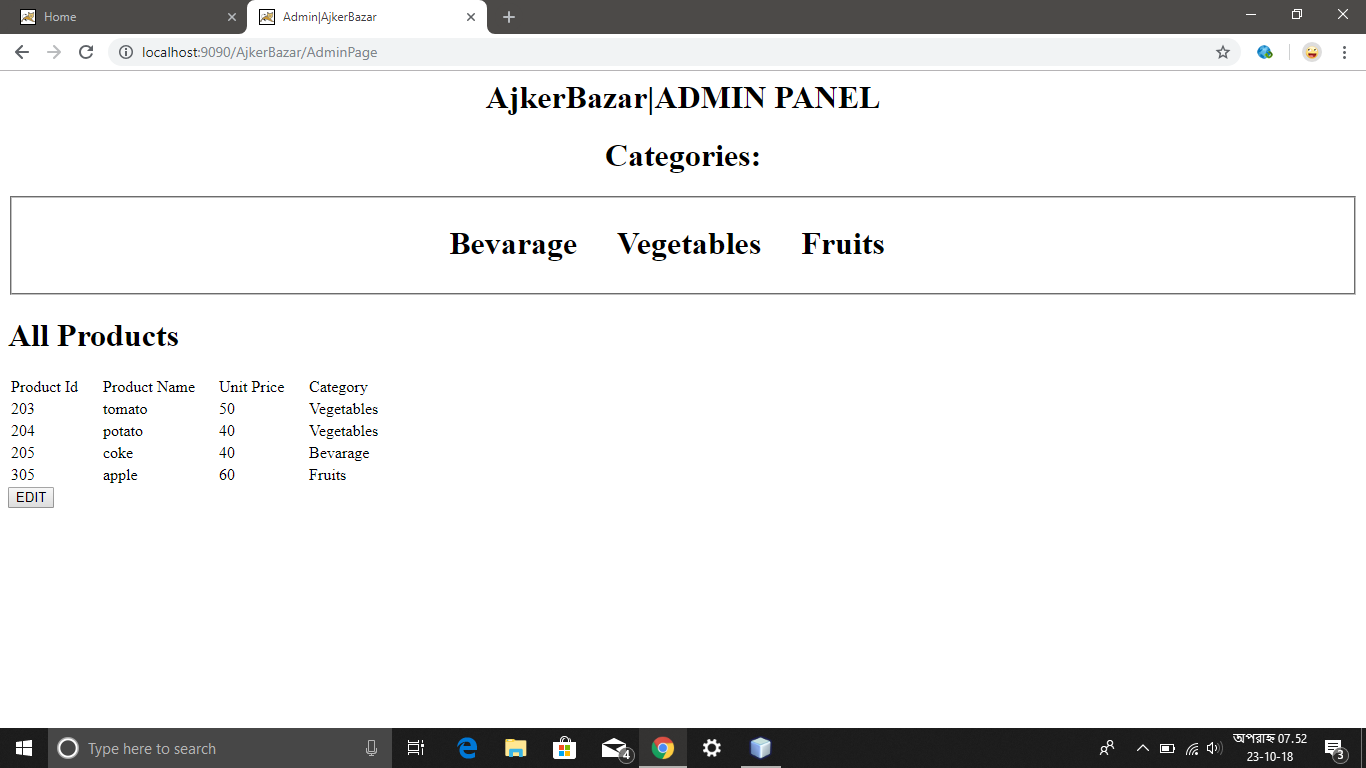 Home
Admin|AjkerBazar
localhost:9090/AjkerBazar/AdminPage
AjkerBazar|ADMIN PANEL
Categories:
Bevarage Vegetables Fruits
All Products
Product Id Product Name Unit Price Category
203 tomato 50 Vegetables
204 potato 40 Vegetables
205 coke 40 Bevarage
305 apple 60 Fruits
EDIT
Type here to search
4
অপরাহ্ন 07.52
23-10-18
3